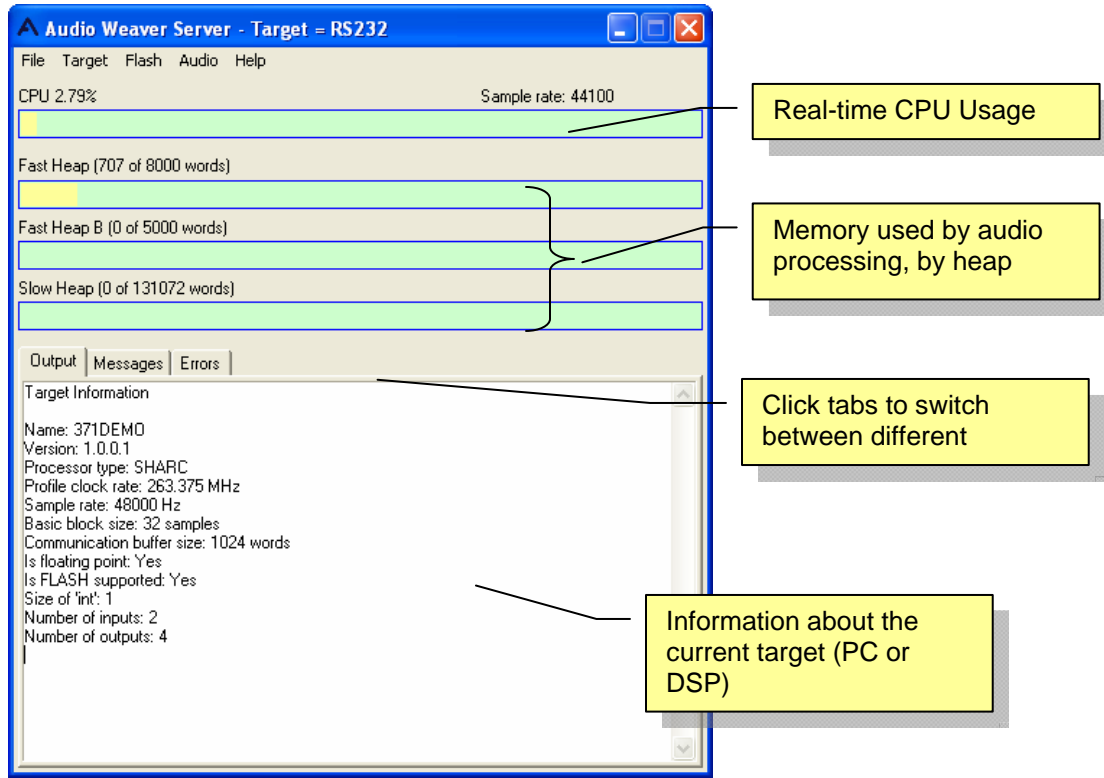 Audio Weaver Server - Target = RS232
File Target Flash Audio Help
CPU 2.79% Sample rate: 44100
Real-time CPU Usage
Fast Heap (707 of 8000 words)
Fast Heap B (0 of 5000 words)
Memory used by audio
processing, by heap
Slow Heap (0 of 131072 words)
Output Messages Errors
Click tabs to switch
between different
Target Information
Name: 371DEMO
Version: 1.0.0.1
Processor type: SHARC
Profile clock rate: 263.375 MHz
Sample rate: 48000 Hz
Basic block size: 32 samples
Communication buffer size: 1024 words
Is floating point: Yes
Is FLASH supported: Yes
Size of 'int': 1
Number of inputs: 2
Number of outputs: 4
Information about the
current target (PC or
DSP)